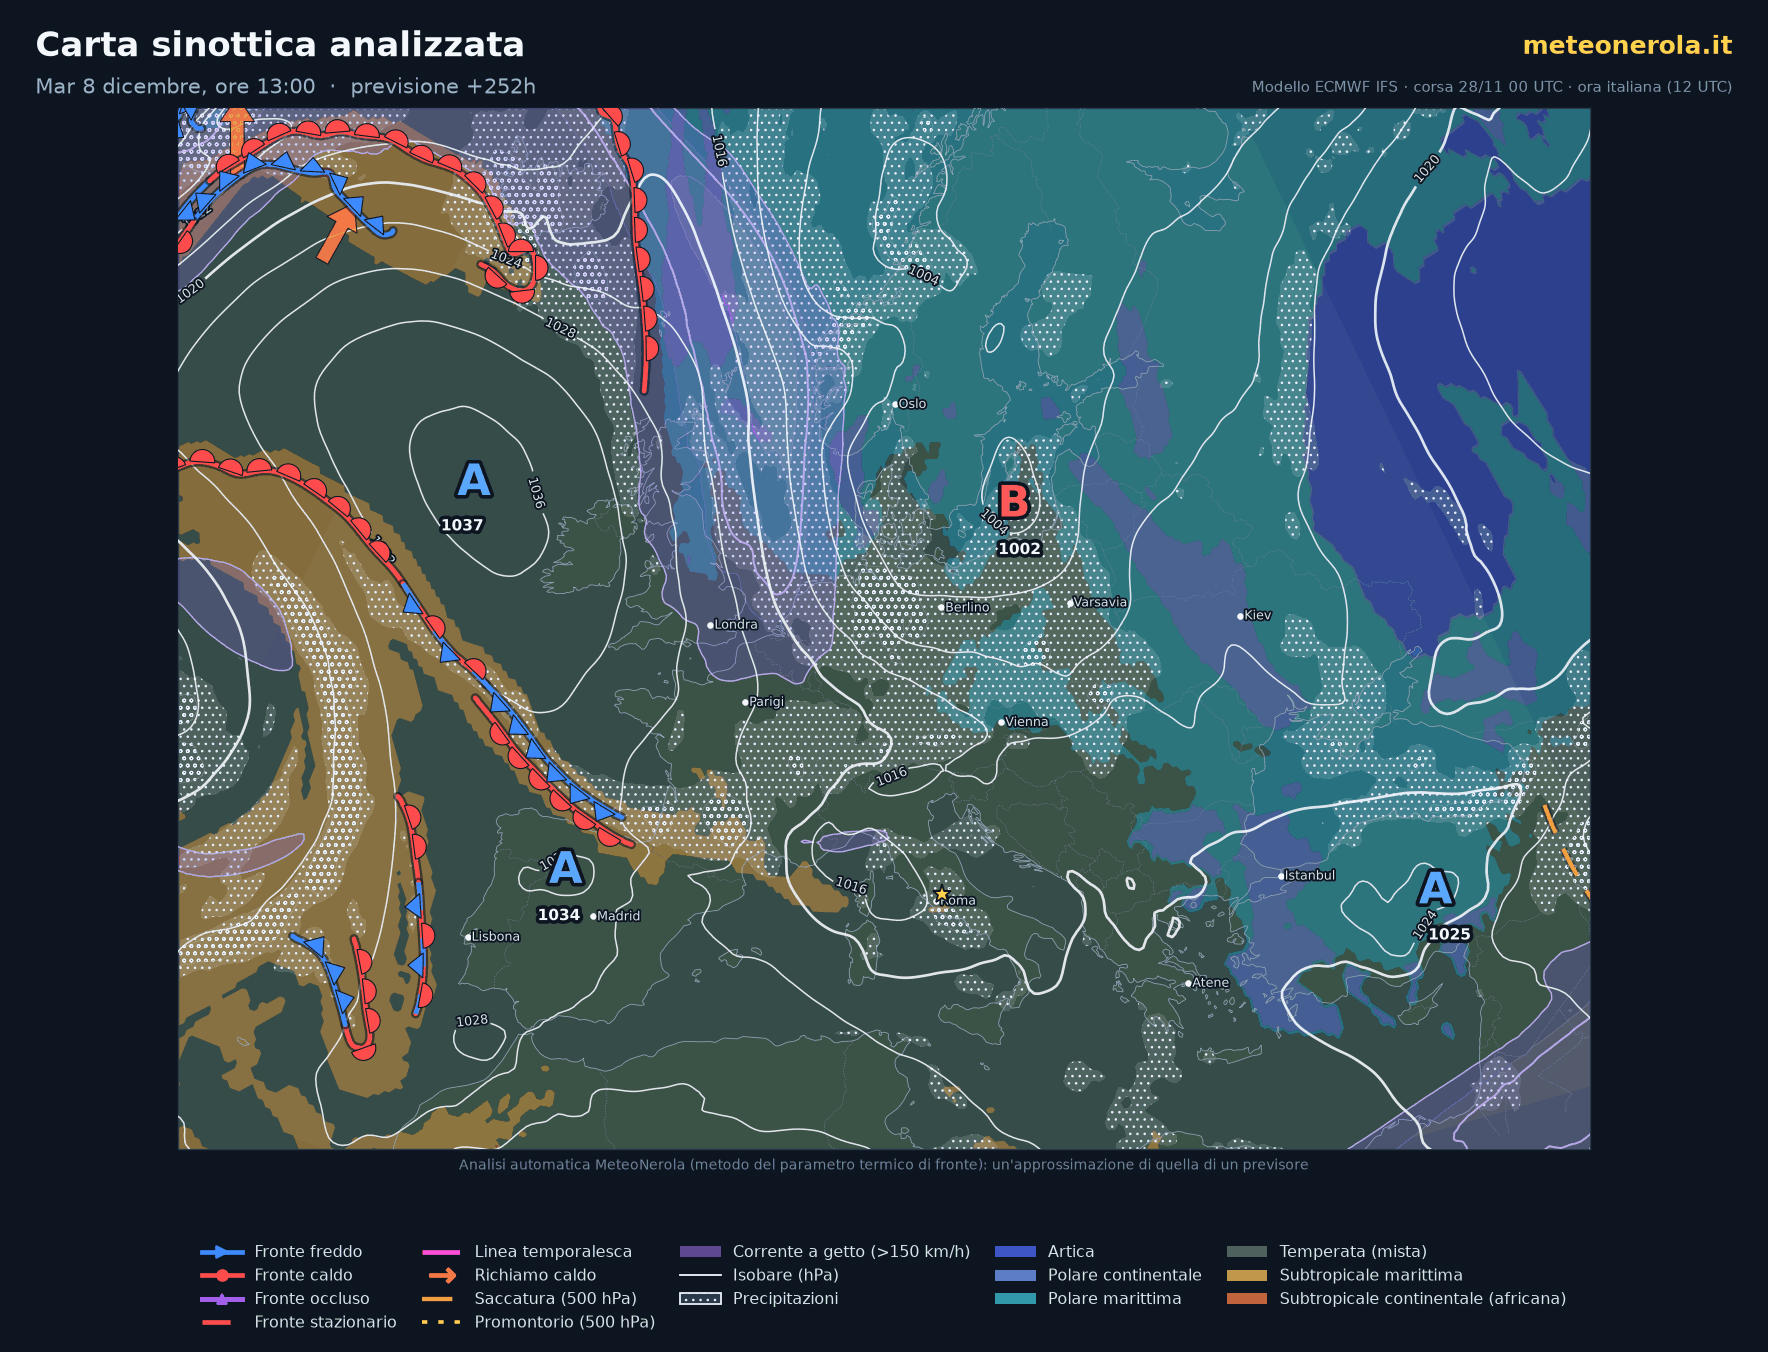 Carta sinottica analizzata
meteonerola.it
Mar 8 dicembre, ore 13:00 · previsione +252h
Modello ECMWF IFS · corsa 28/11 00 UTC · ora italiana (12 UTC)
1016
1020
1024
1004
1020
1028
Oslo
A
1036
1037
B
1004
1002
Berlino
Varsavia
Kiev
Londra
Parigi
Vienna
1016
A
1016
Istanbul
A
Roma
1034
Madrid
Lisbona
1024
1025
Atene
1028
Analisi automatica MeteoNerola (metodo del parametro termico di fronte): un'approssimazione di quella di un previsore
Fronte freddo
Linea temporalesca
Corrente a getto (>150 km/h)
Artica
Temperata (mista)
Fronte caldo
Richiamo caldo
Isobare (hPa)
Polare continentale
Subtropicale marittima
Fronte occluso
Saccatura (500 hPa)
Precipitazioni
Polare marittima
Subtropicale continentale (africana)
Fronte stazionario
Promontorio (500 hPa)